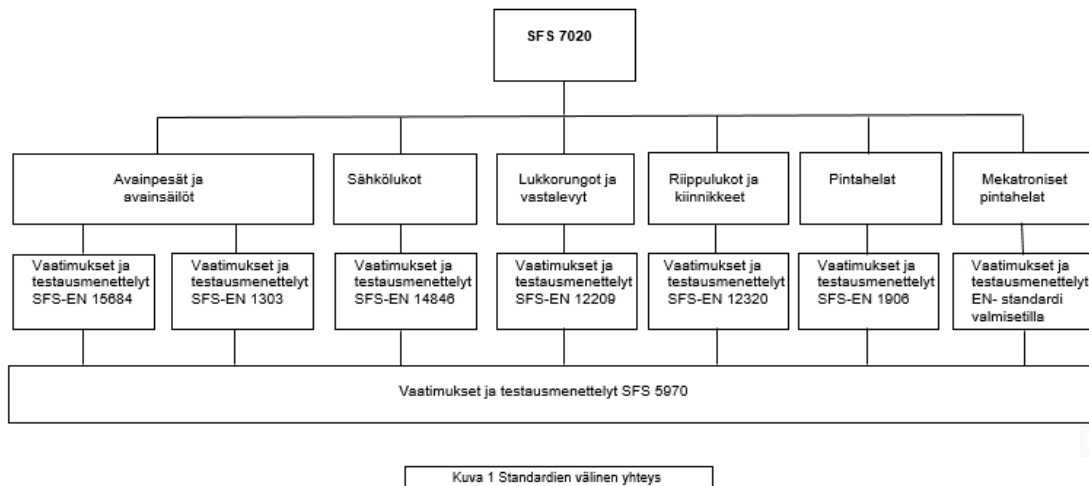 SFS 7020
Avainpesät ja
avainsäilöt
Sähkölukot
Lukkorungot ja
vastalevyt
Riippulukot ja
kiinnikkeet
Pintahelat
Mekatroniset
pintahelat
Vaatimukset ja
testausmenettelyt
SFS-EN 15684
Vaatimukset ja
testausmenettelyt
SFS-EN 1303
Vaatimukset ja
testausmenettelyt
SFS-EN 14846
Vaatimukset ja
testausmenettelyt
SFS-EN 12209
Vaatimukset ja
testausmenettelyt
SFS-EN 12320
Vaatimukset ja
testausmenettelyt
SFS-EN 1906
Vaatimukset ja
testausmenettelyt
EN- standardi
valmisetilla
Vaatimukset ja testausmenettelyt SFS 5970
Kuva 1 Standardien välinen yhteys